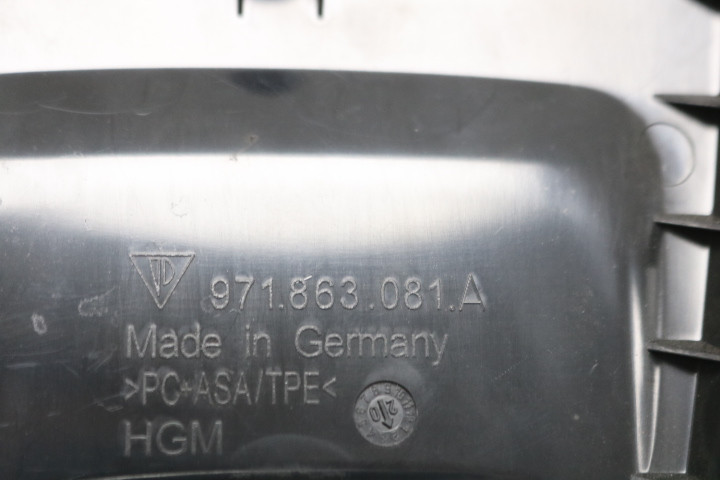 971.863.081.A
Made in Germany
>PC+ASA/TPE<
HGM